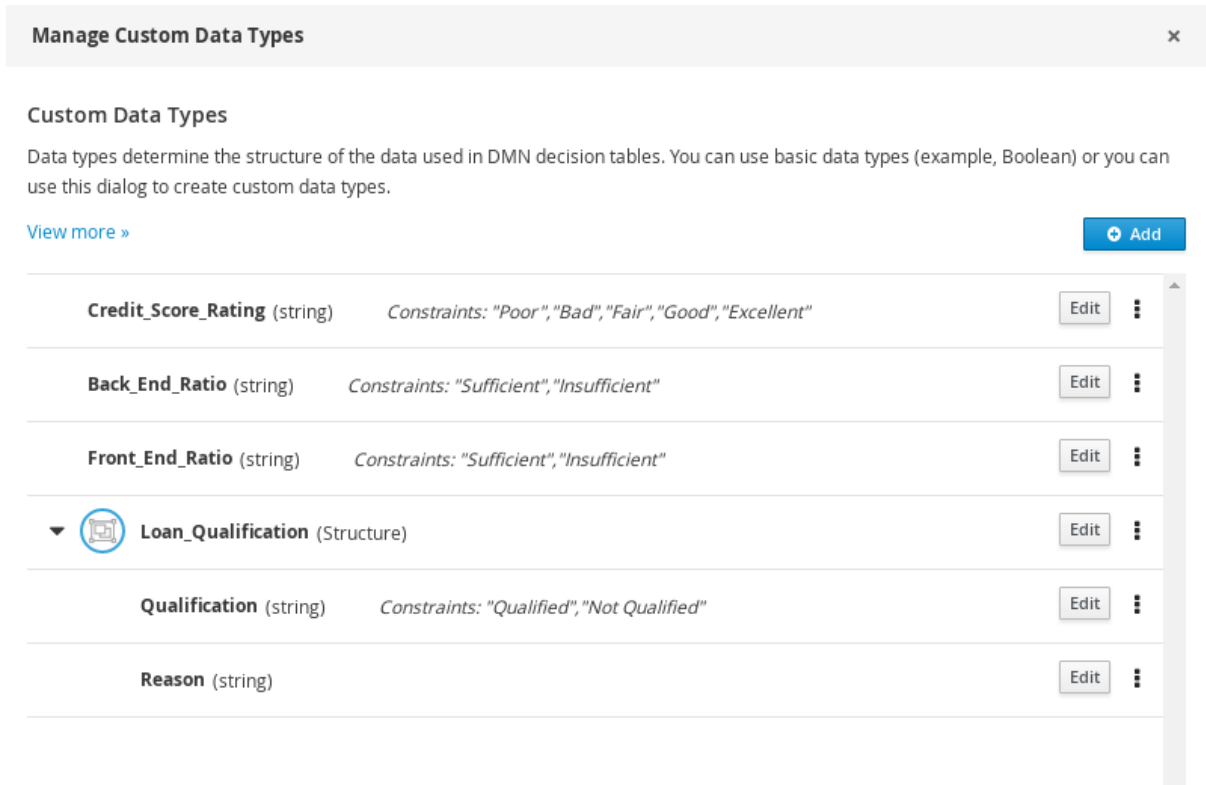 Manage Custom Data Types ×
Custom Data Types
Data types determine the structure of the data used in DMN decision tables. You can use basic data types (example, Boolean) or you can
use this dialog to create custom data types.
View more »
Add
Credit_Score_Rating (string) Constraints: "Poor","Bad","Fair","Good","Excellent" Edit
Back_End_Ratio (string) Constraints: "Sufficient","Insufficient" Edit
Front_End_Ratio (string) Constraints: "Sufficient","Insufficient" Edit
Loan_Qualification (Structure) Edit
Qualification (string) Constraints: "Qualified","Not Qualified" Edit
Reason (string) Edit